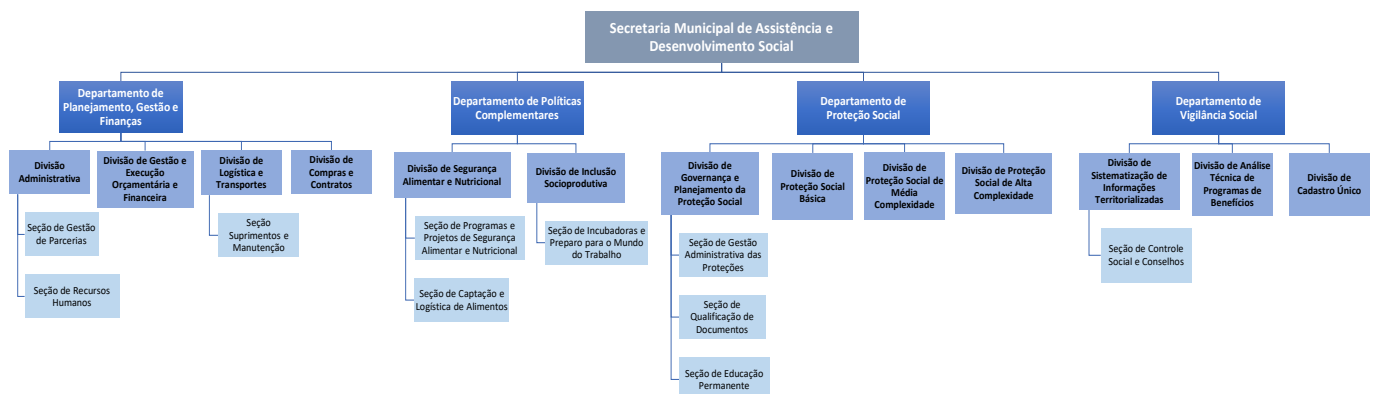 Secretaria Municipal de Assistência e
Desenvolvimento Social
Departamento de
Planejamento, Gestão e
Finanças
Departamento de Políticas
Complementares
Departamento de
Proteção Social
Departamento de
Vigilância Social
Divisão
Administrativa
Divisão de Gestão e
Execução
Orçamentária e
Financeira
Divisão de
Logística e
Transportes
Divisão de
Compras e
Contratos
Divisão de Segurança
Alimentar e Nutricional
Divisão de Inclusão
Socioprodutiva
Divisão de
Governança e
Planejamento da
Proteção Social
Divisão de
Proteção Social
Básica
Divisão de
Proteção Social de
Média
Complexidade
Divisão de Proteção
Social de Alta
Complexidade
Divisão de
Sistematização de
Informações
Territorializadas
Divisão de Análise
Técnica de
Programas de
Benefícios
Divisão de
Cadastro Único
Seção de Gestão
de Parcerias
Seção
Suprimentos e
Manutenção
Seção de Programas e
Projetos de Segurança
Alimentar e Nutricional
Seção de Incubadoras e
Preparo para o Mundo
do Trabalho
Seção de Gestão
Administrativa das
Proteções
Seção de Controle
Social e Conselhos
Seção de Recursos
Humanos
Seção de Captação e
Logística de Alimentos
Seção de
Qualificação de
Documentos
Seção de Educação
Permanente